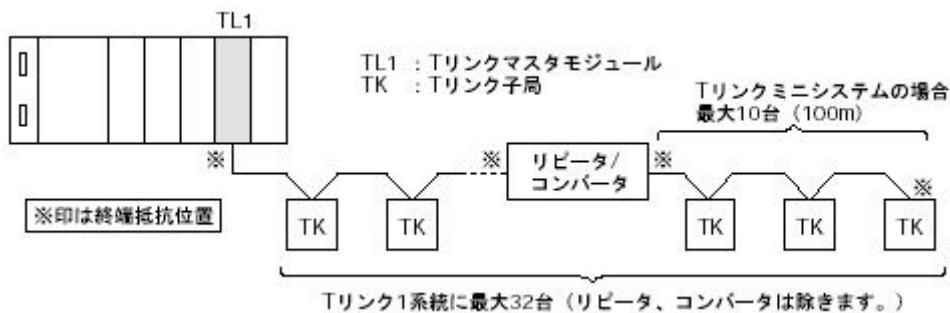 TL1
TL1 : Tリンクマスタモジュール
TK : Tリンク子局
Tリンクミニシステムの場合
最大10台（100m）
※
※
リピータ/
コンバータ
※
※
※印は終端抵抗位置
TK
TK
TK
TK
TK
Tリンク1系統に最大32台（リピータ、コンバータは除きます。）